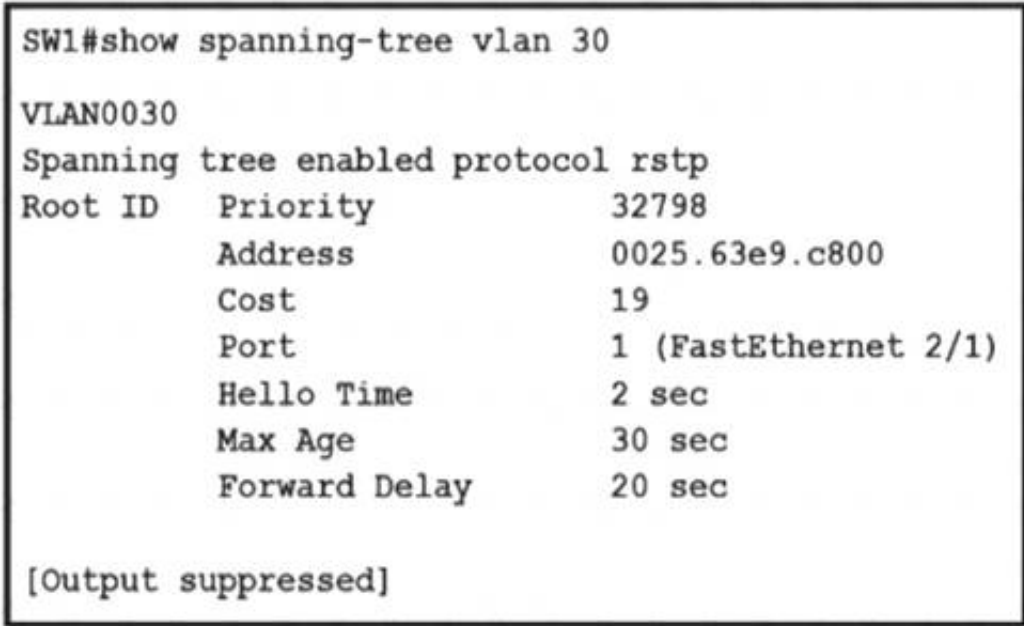 SW1#show spanning-tree vlan 30
VLAN0030
Spanning tree enabled protocol rstp
Root ID Priority 32798
Address 0025.63e9.c800
Cost 19
Port 1 (FastEthernet 2/1)
Hello Time 2 sec
Max Age 30 sec
Forward Delay 20 sec
[Output suppressed]